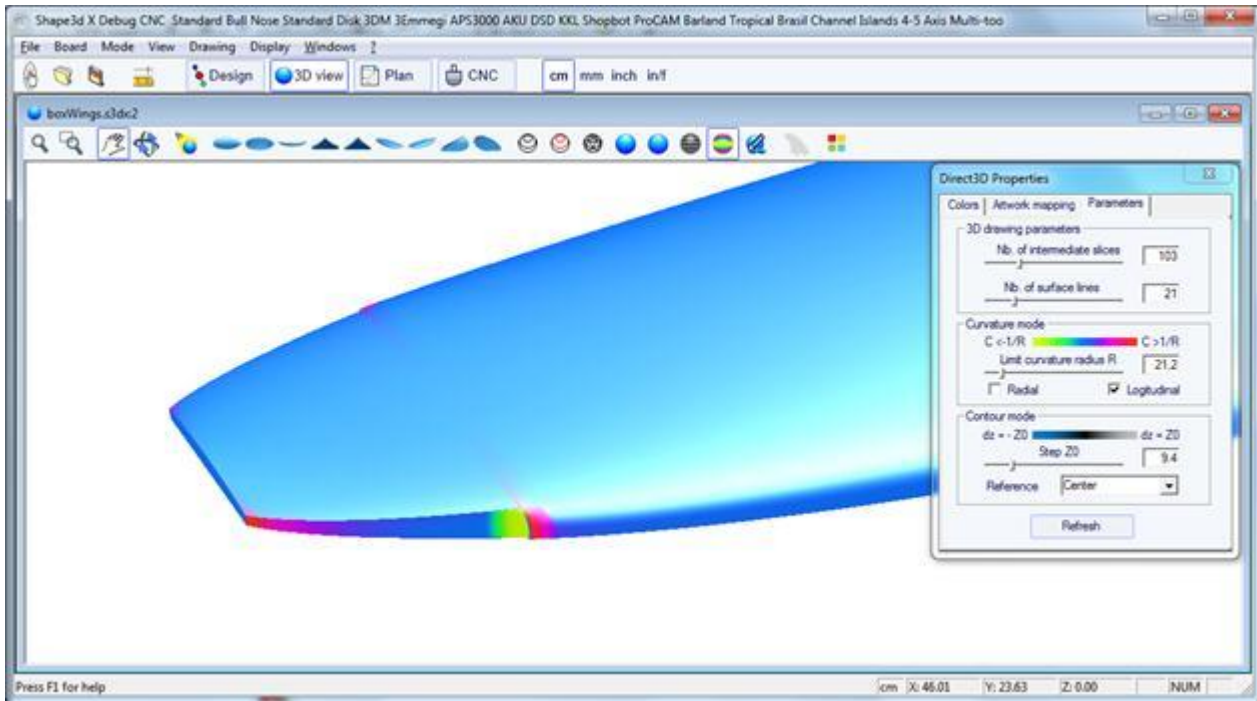 Shape3d X Debug CNC Standard Bull Nose Standard Disk 3DM 3Emmegi APS3000 AKU DSD KKL Shopbot ProCAM Barland Tropical Brasil Channel Islands 4-5 Axis Multi-too
File Board Mode View Drawing Display Windows ?
Design 3D view Plan CNC cm mm inch in/f
boxWings.s3dx2
Direct3D Properties
Colors Artwork mapping Parameters
3D drawing parameters
Nb. of intermediate slices 103
Nb. of surface lines 21
Curvature mode
C <-1/R C >1/R
Limit curvature radius R 21.2
Radial Logitudinal
Contour mode
dz = - Z0 dz = Z0
Step Z0 9.4
Reference Center
Refresh
Press F1 for help cm X: 46.01 Y: 23.63 Z: 0.00 NUM